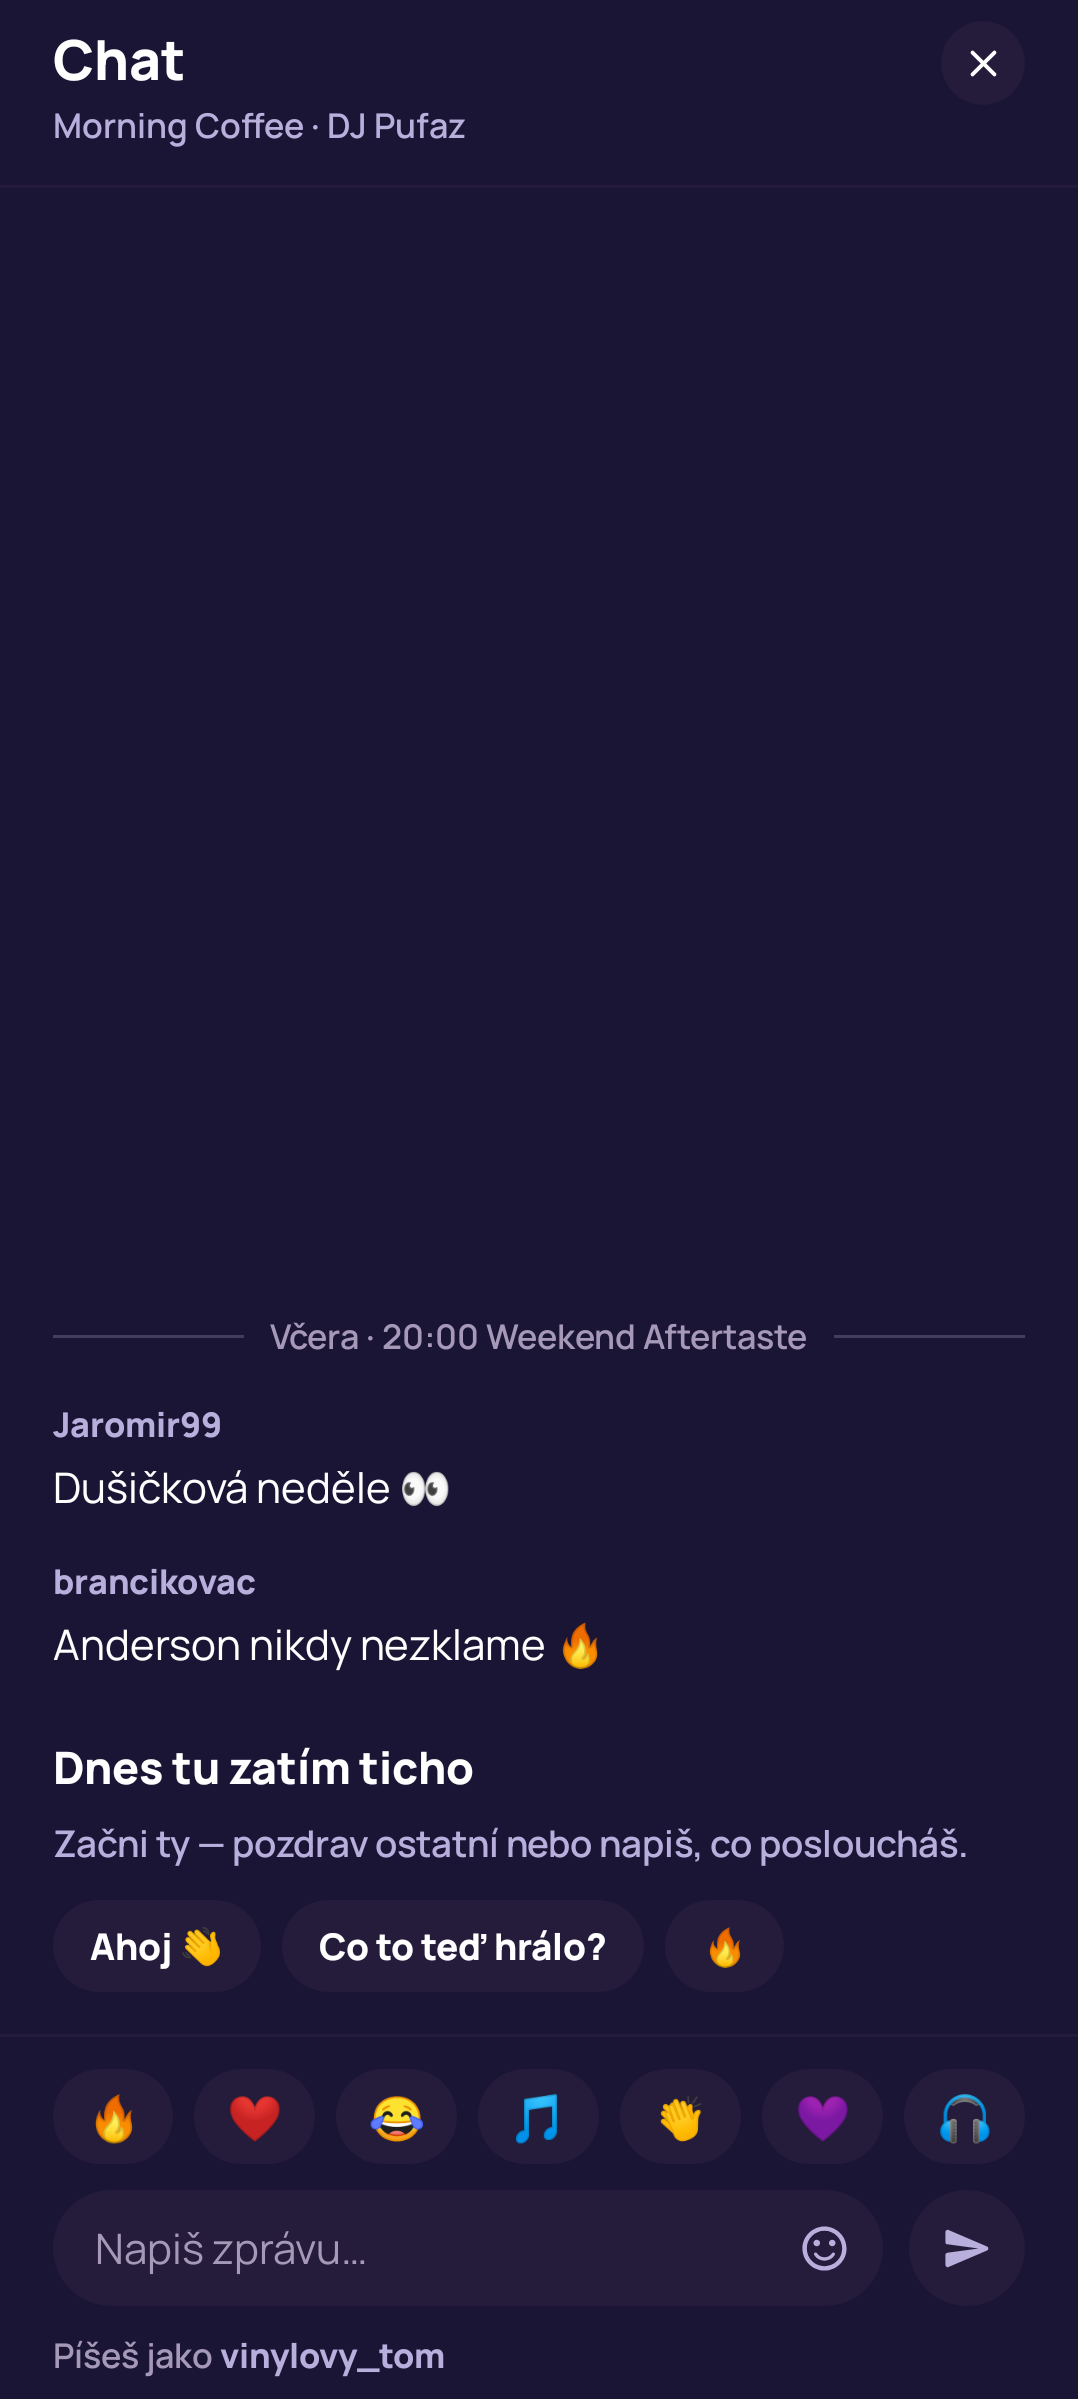 Chat
Morning Coffee · DJ Pufaz
Včera · 20:00 Weekend Aftertaste
Jaromir99
Dušičková neděle 👀
brancikovac
Anderson nikdy nezklame 🔥
Dnes tu zatím ticho
Začni ty — pozdrav ostatní nebo napiš, co posloucháš.
Ahoj 👋 Co to teď hrálo? 🔥
🔥 ❤️ 😂 🎵 👏 💜 🎧
Napiš zprávu…
Píšeš jako vinylovy_tom